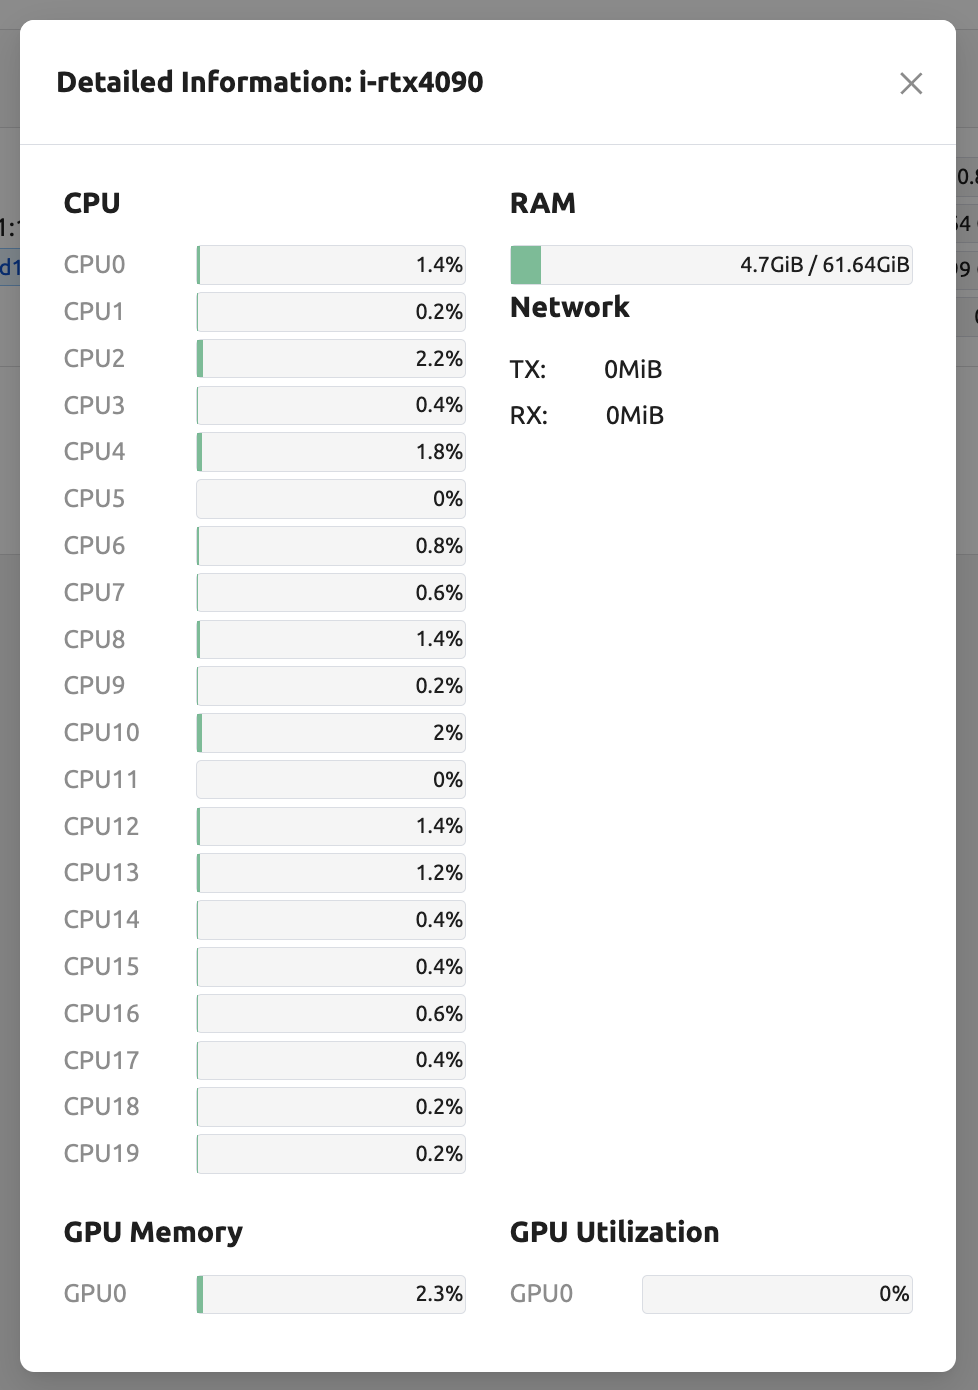 Detailed Information: i-rtx4090
CPU
CPU0 1.4%
CPU1 0.2%
CPU2 2.2%
CPU3 0.4%
CPU4 1.8%
CPU5 0%
CPU6 0.8%
CPU7 0.6%
CPU8 1.4%
CPU9 0.2%
CPU10 2%
CPU11 0%
CPU12 1.4%
CPU13 1.2%
CPU14 0.4%
CPU15 0.4%
CPU16 0.6%
CPU17 0.4%
CPU18 0.2%
CPU19 0.2%
RAM
4.7GiB / 61.64GiB
Network
TX: 0MiB
RX: 0MiB
GPU Memory
GPU0 2.3%
GPU Utilization
GPU0 0%